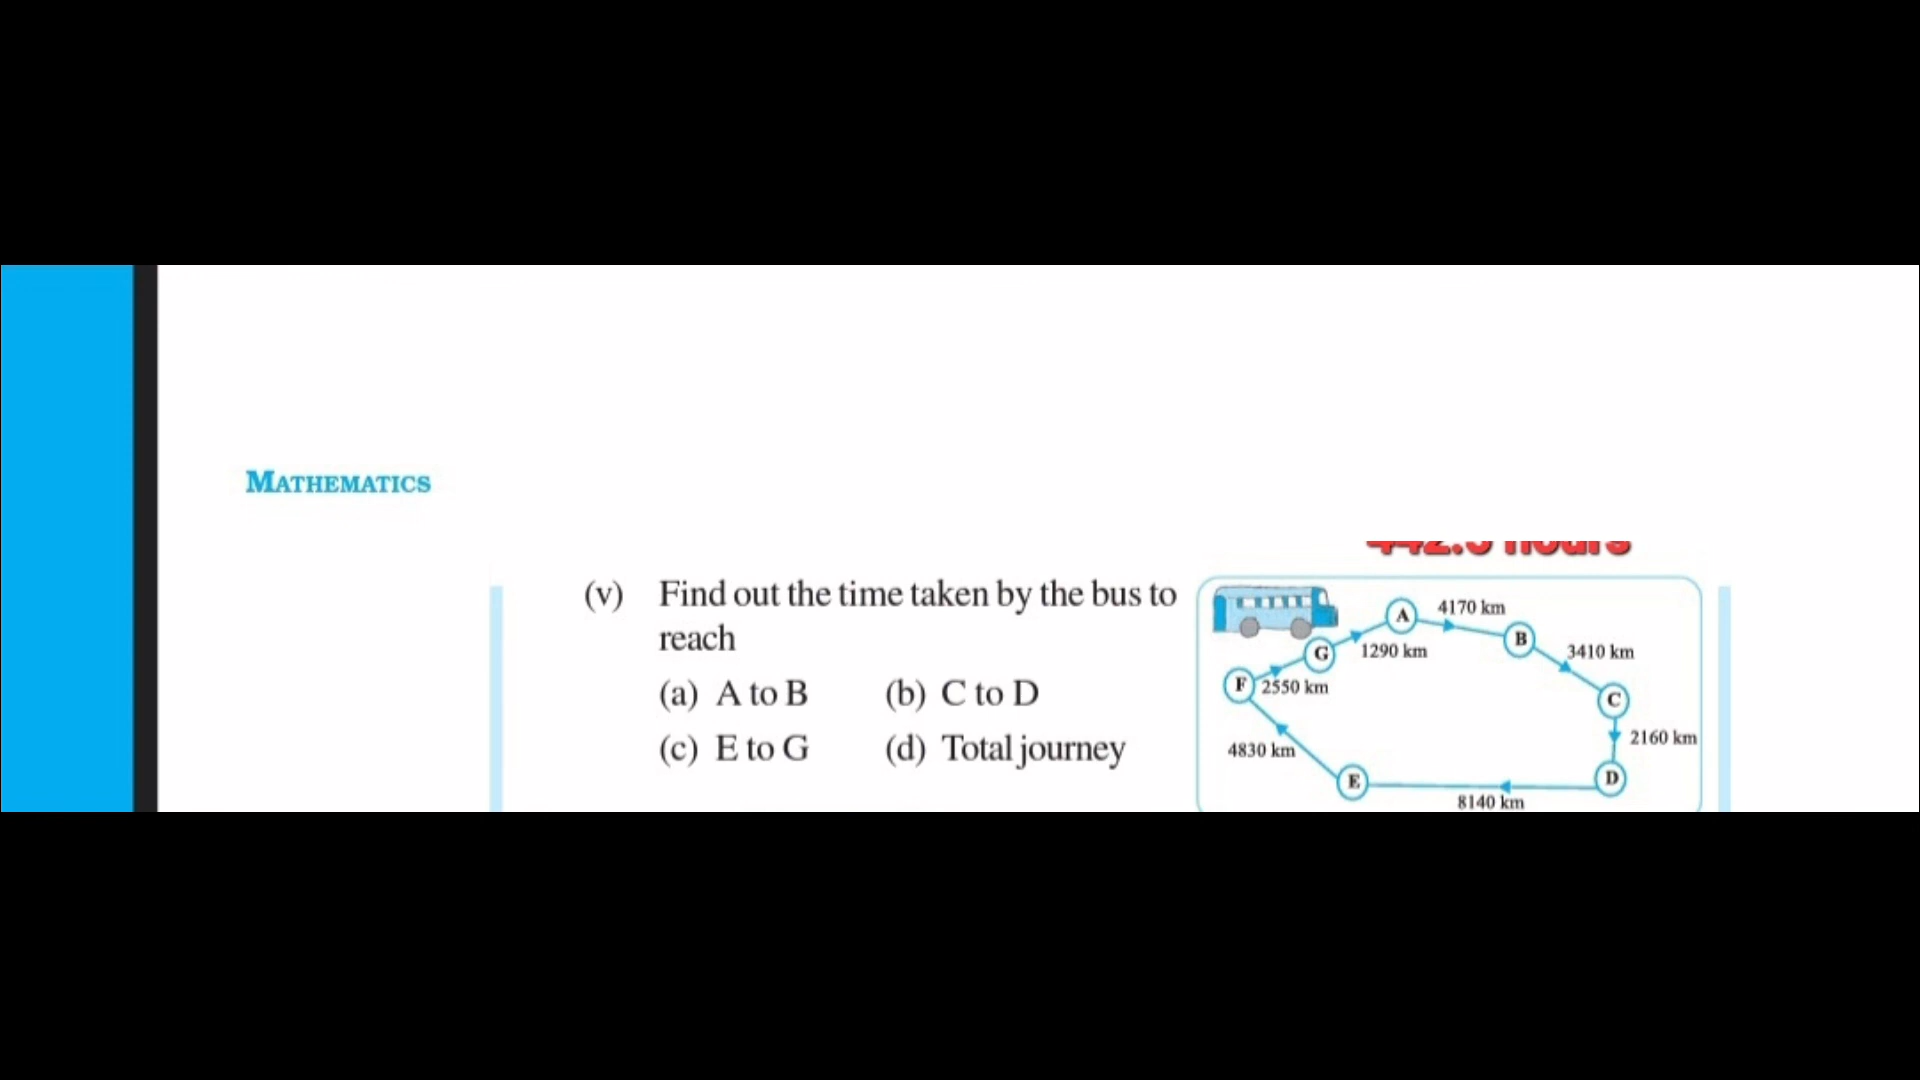 MATHEMATICS
(v) Find out the time taken by the bus to
reach
(a) A to B (b) C to D
(c) E to G (d) Total journey
A 4170 km
B
G 1290 km 3410 km
F 2550 km
C
4830 km 2160 km
E D
8140 km